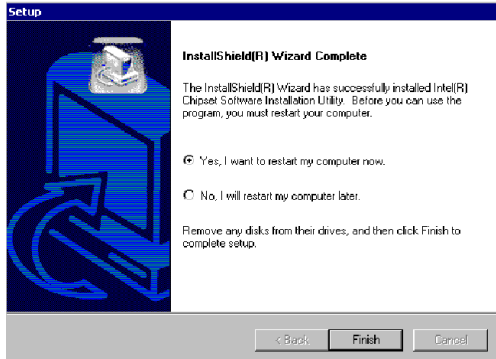 Setup
InstallShield(R) Wizard Complete
The InstallShield(R) Wizard has successfully installed Intel(R)
Chipset Software Installation Utility. Before you can use the
program, you must restart your computer.
Yes, I want to restart my computer now.
No, I will restart my computer later.
Remove any disks from their drives, and then click Finish to
complete setup.
< Back Finish Cancel